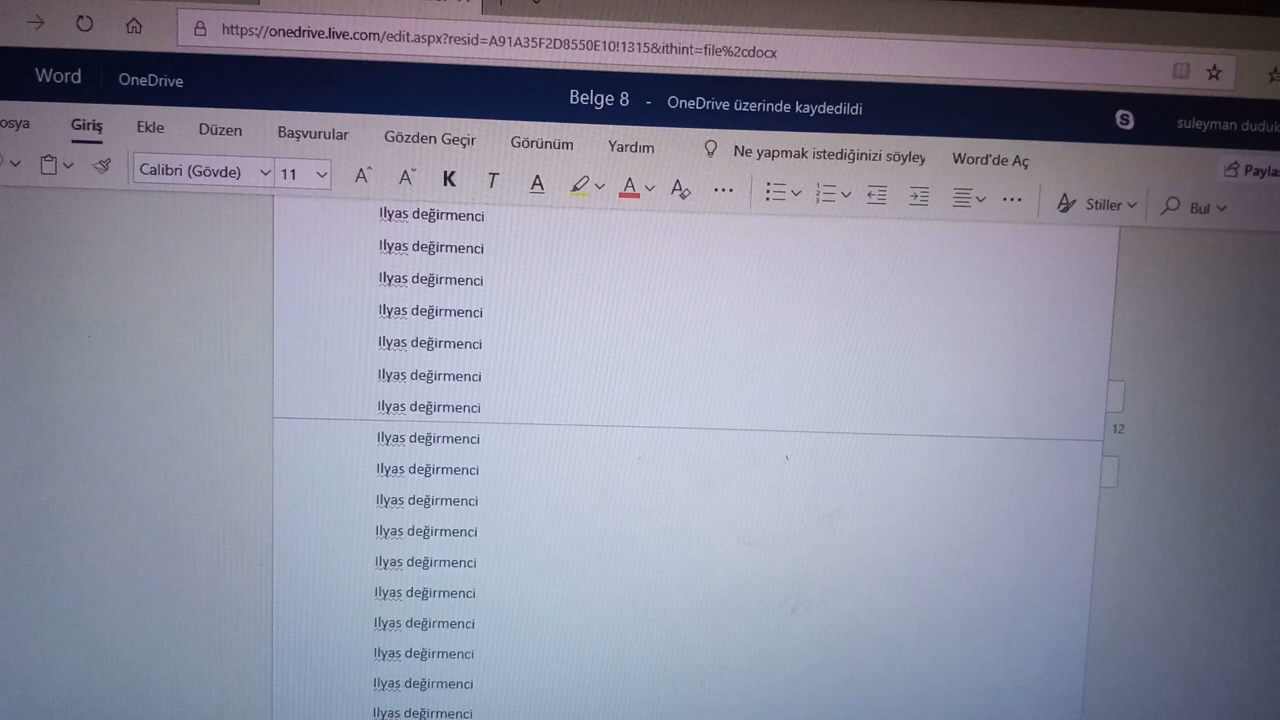 https://onedrive.live.com/edit.aspx?resid=A91A35F2D8550E10!1315&ithint=file%2cdocx
Word OneDrive Belge 8 - OneDrive üzerinde kaydedildi suleyman duduk
osya Giriş Ekle Düzen Başvurular Gözden Geçir Görünüm Yardım Ne yapmak istediğinizi söyley Word'de Aç Payla
Calibri (Gövde) 11 A A K T A A A ... ... Stiller Bul
Ilyas değirmenci
Ilyas değirmenci
Ilyas değirmenci
Ilyas değirmenci
Ilyas değirmenci
Ilyas değirmenci
Ilyas değirmenci
12
Ilyas değirmenci
Ilyas değirmenci
Ilyas değirmenci
Ilyas değirmenci
Ilyas değirmenci
Ilyas değirmenci
Ilyas değirmenci
Ilyas değirmenci
Ilyas değirmenci
Ilyas değirmenci